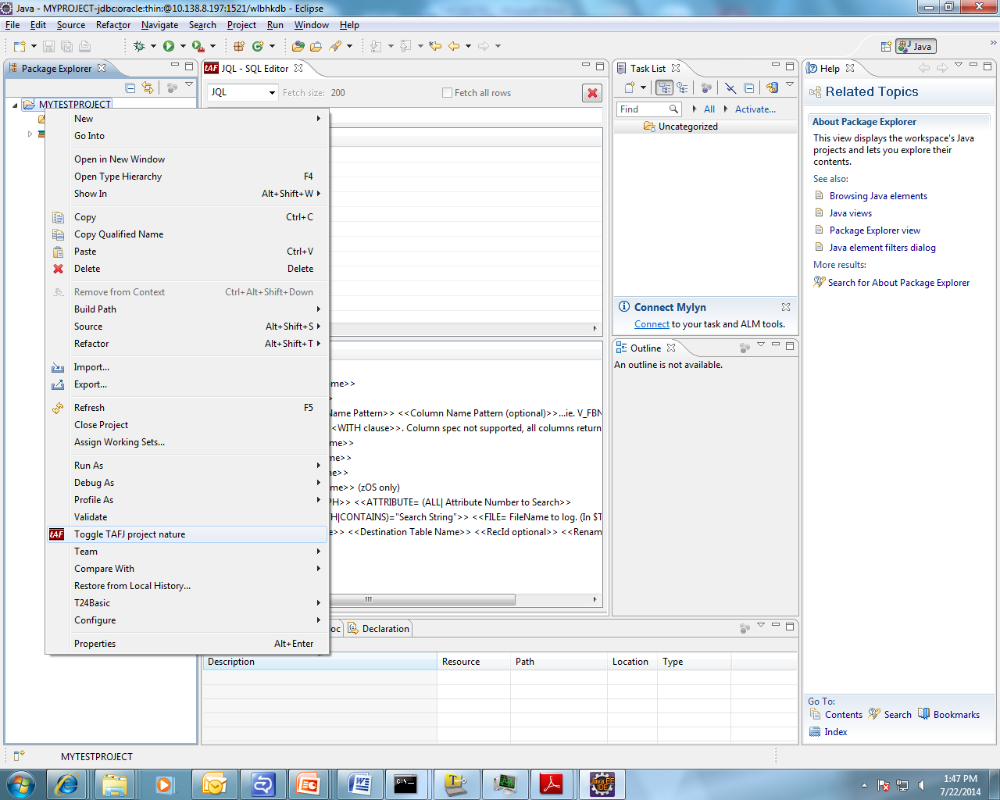 Java - MYPROJECT-jdbc:oracle:thin:@10.138.8.197:1521/wlbhkdb - Eclipse
File Edit Source Refactor Navigate Search Project Run Window Help
Java
Package Explorer
MYTESTPROJECT
New
Go Into
Open in New Window
Open Type Hierarchy F4
Show In Alt+Shift+W
Copy Ctrl+C
Copy Qualified Name
Paste Ctrl+V
Delete Delete
Remove from Context Ctrl+Alt+Shift+Down
Build Path
Source Alt+Shift+S
Refactor Alt+Shift+T
Import...
Export...
Refresh F5
Close Project
Assign Working Sets...
Run As
Debug As
Profile As
Validate
tAF Toggle TAFJ project nature
Team
Compare With
Restore from Local History...
T24Basic
Configure
Properties Alt+Enter
tAF JQL - SQL Editor
JQL Fetch size: 200 Fetch all rows
me>>
>
Name Pattern>> <<Column Name Pattern (optional)>>...ie. V_FBN
<WITH clause>>. Column spec not supported, all columns return
me>>
me>>
ne>>
me>> (zOS only)
PH>> <<ATTRIBUTE= (ALL| Attribute Number to Search>>
H|CONTAINS)="Search String">> <<FILE= FileName to log. (In $T
e>> <<Destination Table Name>> <<RecId optional>> <<Renam
oc Declaration
Description Resource Path Location Type
Task List
Find All Activate...
Uncategorized
Connect Mylyn
Connect to your task and ALM tools.
Outline
An outline is not available.
Help
Related Topics
About Package Explorer
This view displays the workspace's Java
projects and lets you explore their
contents.
See also:
Browsing Java elements
Java views
Package Explorer view
Java element filters dialog
More results:
Search for About Package Explorer
Go To:
Contents Search Bookmarks
Index
MYTESTPROJECT
C:\_
Java EE
IDE
1:47 PM
7/22/2014